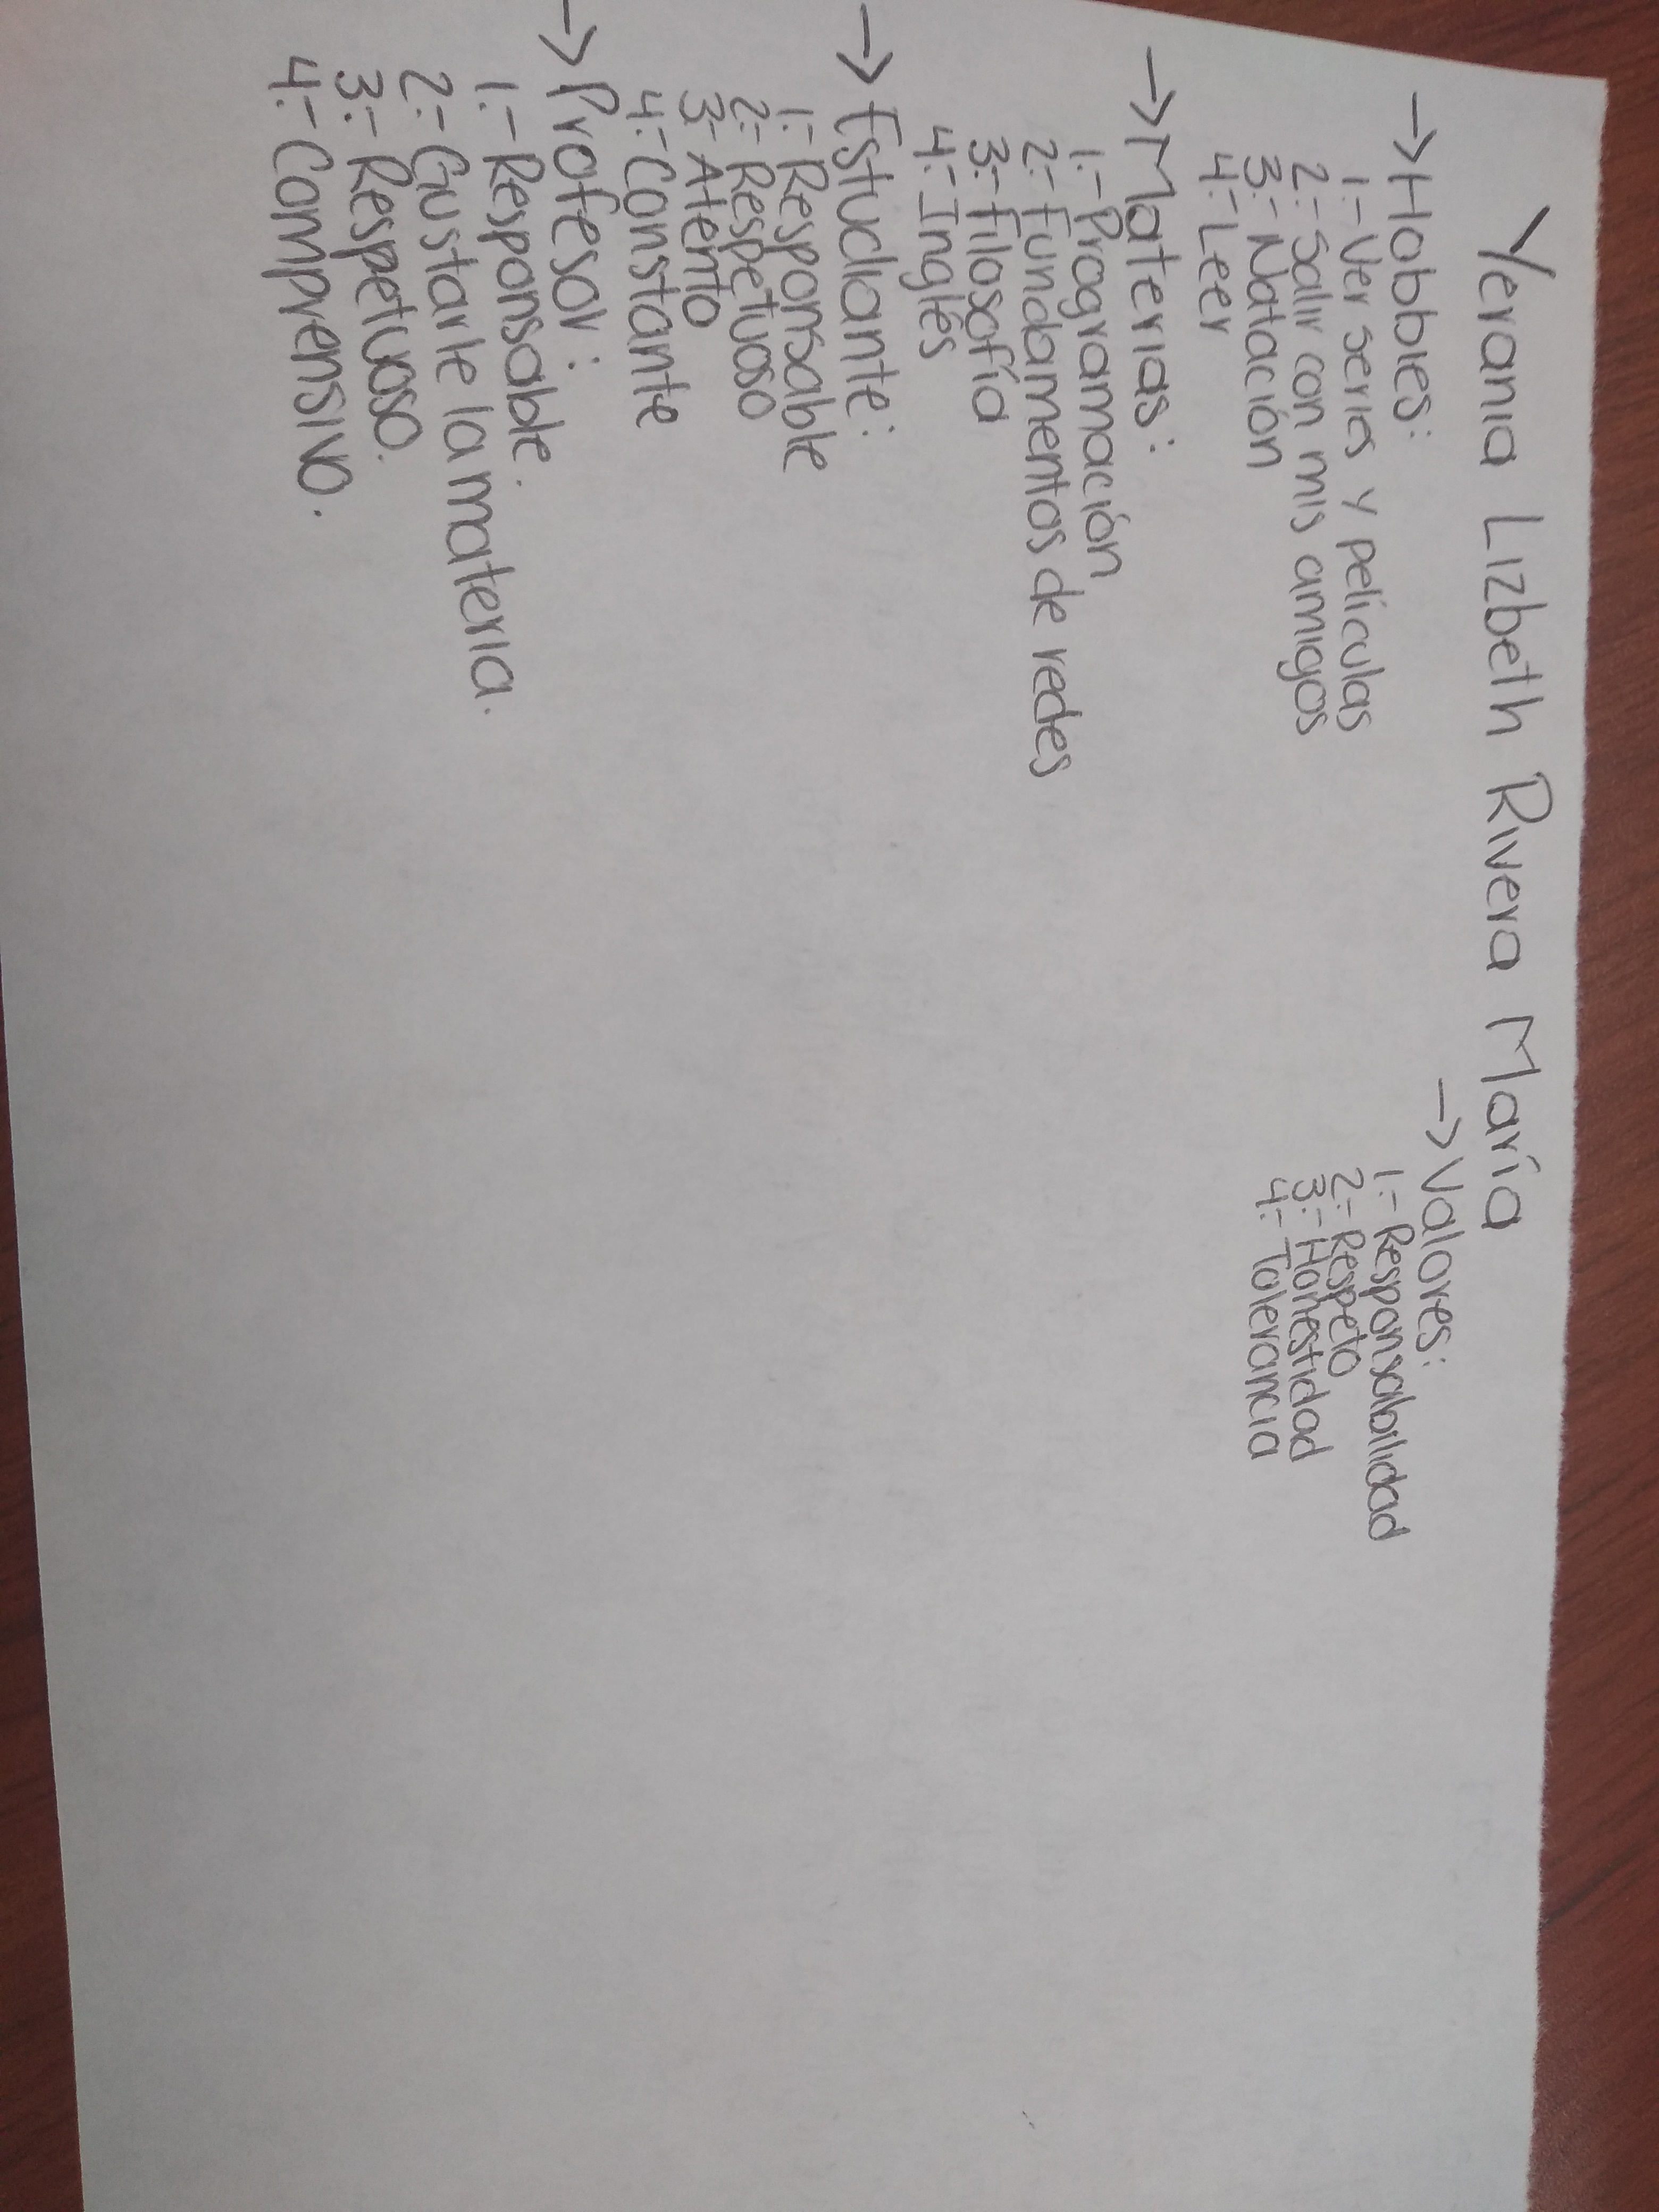 Yerania Lizbeth Rivera María
→Hobbies:
1.-Ver series y películas
2.-Salir con mis amigos
3.-Natación
4.-Leer
→Materias:
1.-Programación
2.-Fundamentos de redes
3.-Filosofía
4.-Inglés
→Estudiante:
1.-Responsable
2.-Respetuoso
3.-Atento
4.-Constante
→Profesor:
1.-Responsable.
2.-Gustarle la materia.
3.-Respetuoso.
4.-Comprensivo.
→Valores:
1.-Responsabilidad
2.-Respeto
3.-Honestidad
4.-Tolerancia